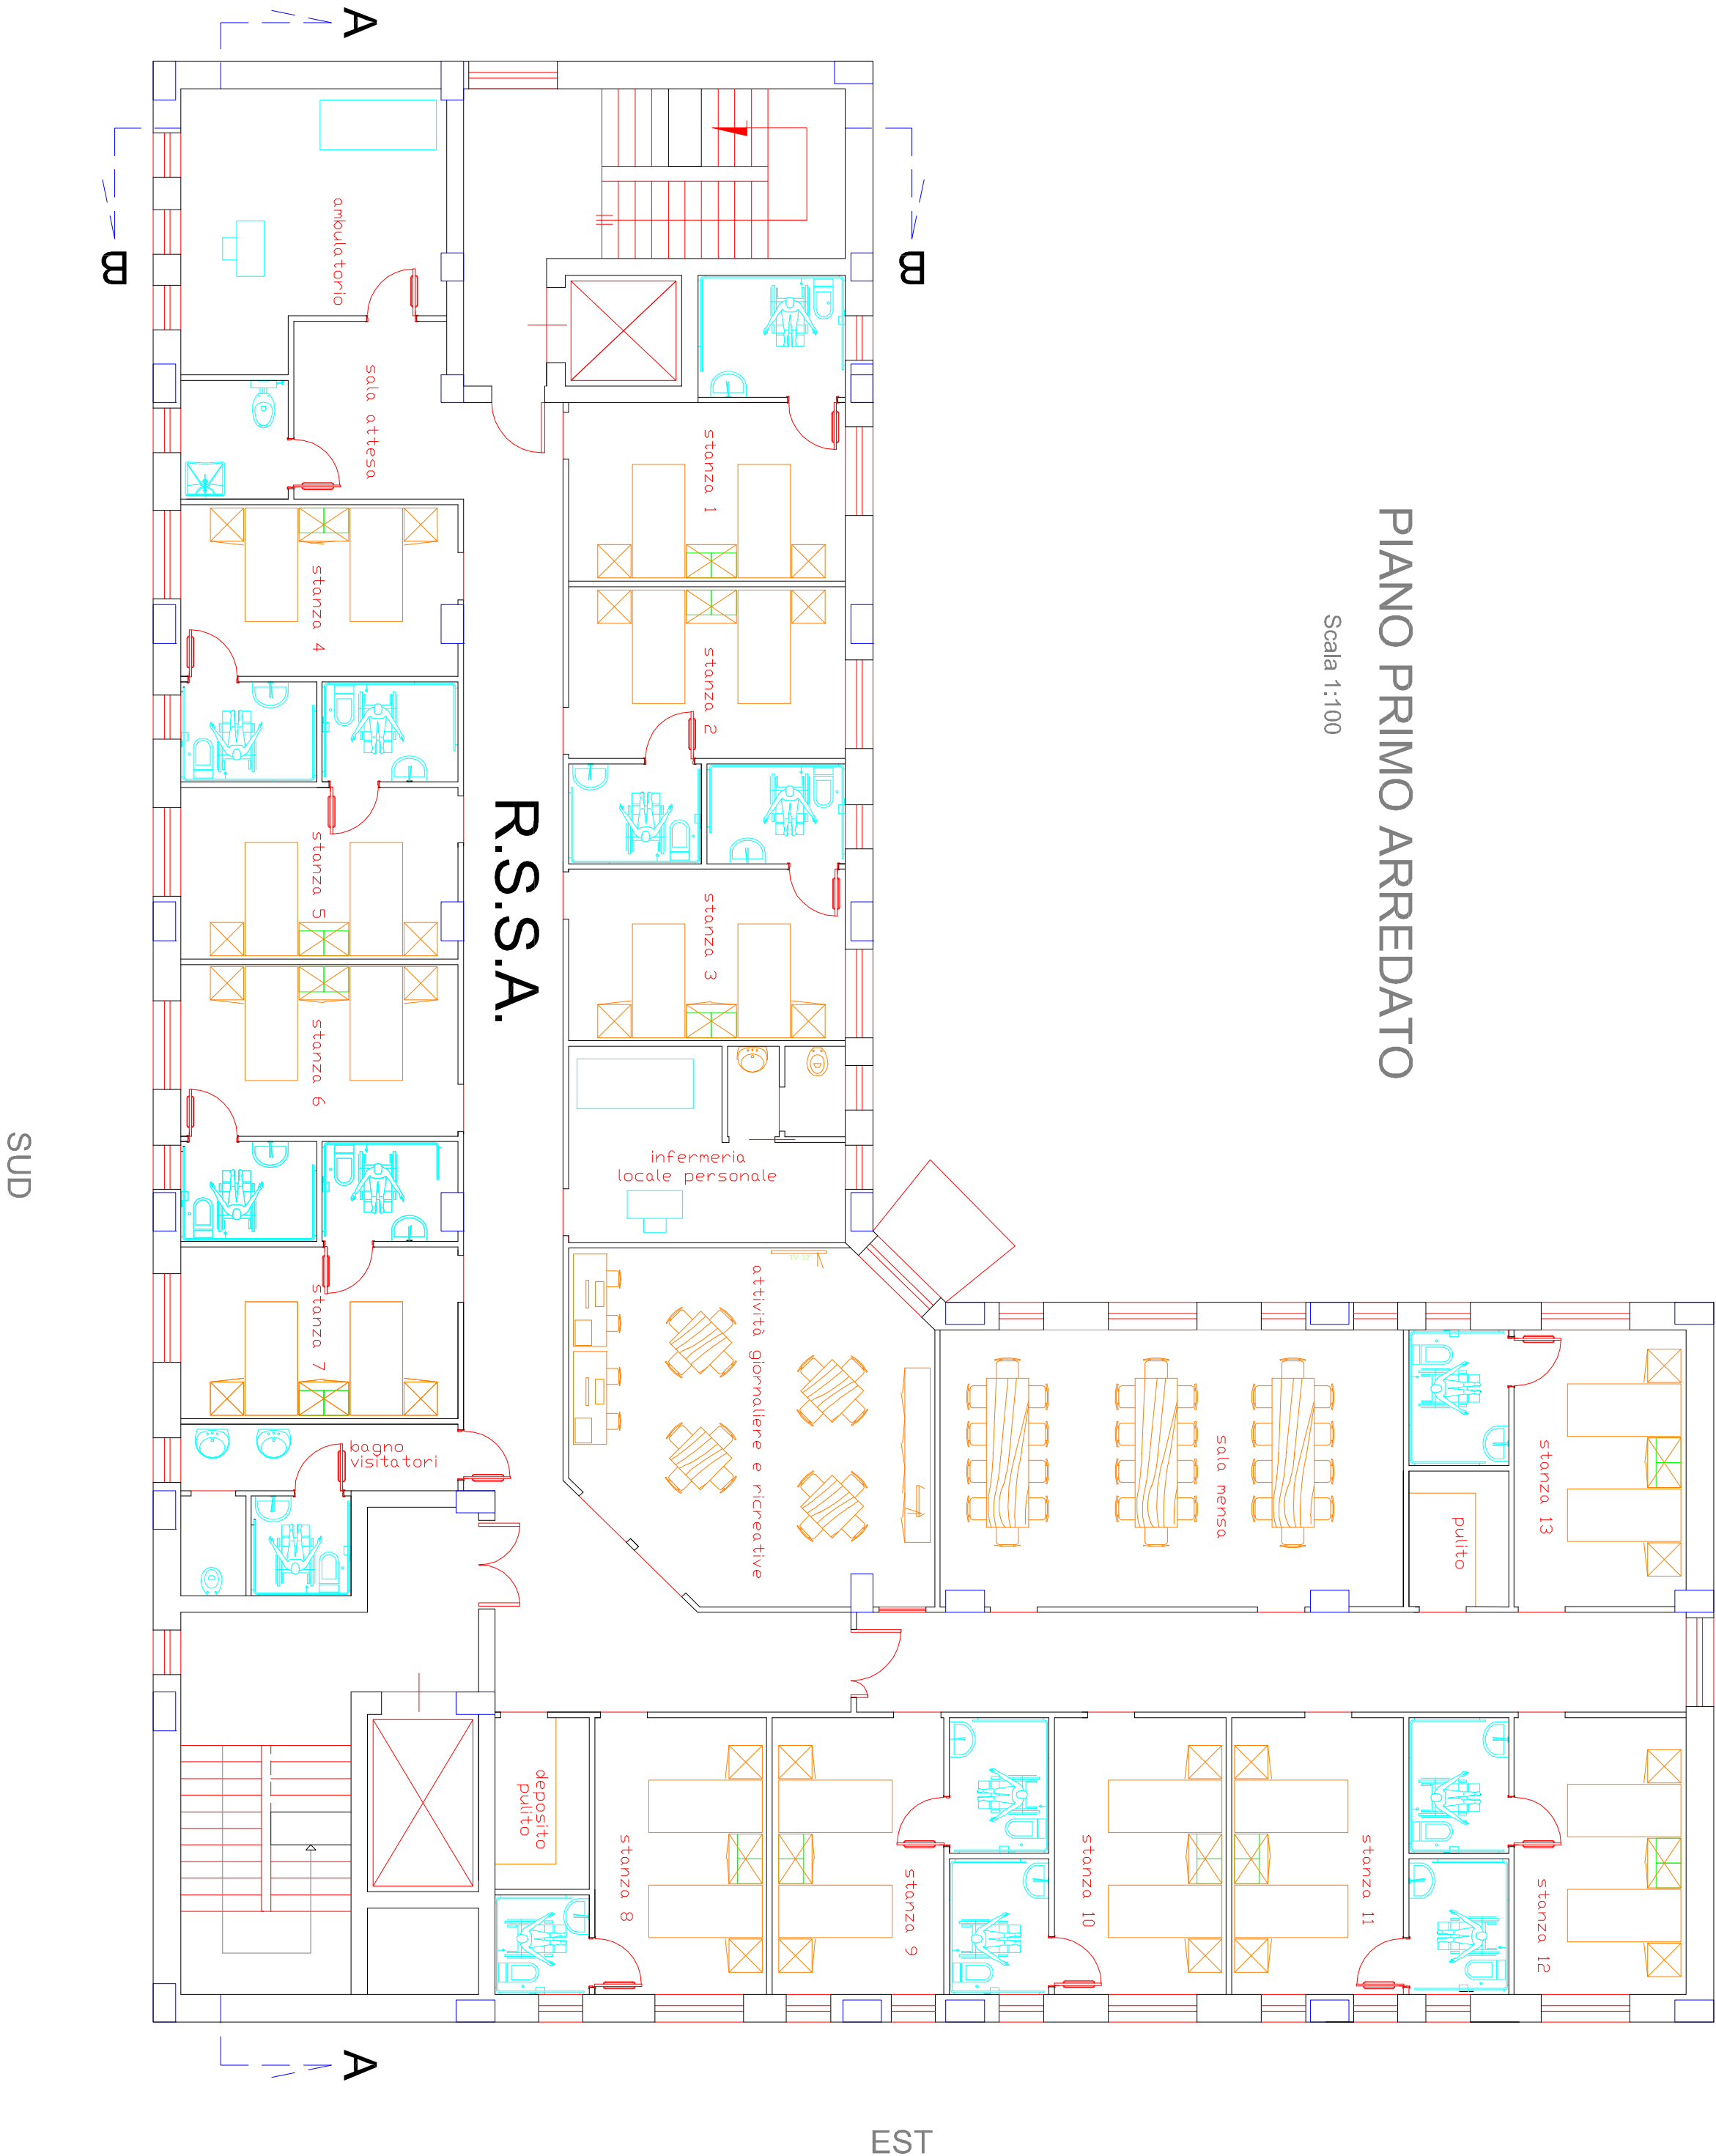 PIANO PRIMO ARREDATO
Scala 1:100
A
B
B
ambulatorio
sala attesa
stanza 1
stanza 2
stanza 3
stanza 4
stanza 5
stanza 6
stanza 7
R.S.S.A.
infermeria
locale personale
attività giornaliere e ricreative
sala mensa
pulito
stanza 13
bagno
visitatori
deposito
pulito
stanza 8
stanza 9
stanza 10
stanza 11
stanza 12
A
SUD
EST